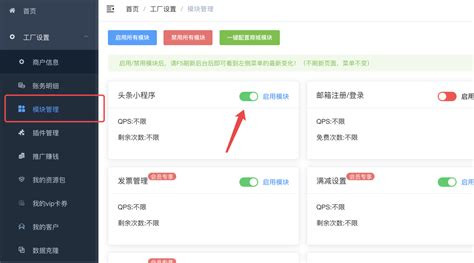 首页
工厂设置
商户信息
账务明细
模块管理
插件管理
推广赚钱
我的资源包
我的vip卡券
我的客户
数据克隆
首页 / 工厂设置 / 模块管理
启用所有模块
禁用所有模块
一键配置商城模块
启用/禁用模块后，请F5刷新后台后即可看到左侧菜单的最新变化！（不刷新页面，菜单不变）
头条小程序
启用模块
QPS:不限
剩余次数:不限
邮箱注册/登录
启用模
QPS:不限
免费次数:不限
发票管理 会员专享
启用模块
QPS:不限
剩余次数:不限
满减设置 会员专享
启用模
QPS:不限
剩余次数:不限